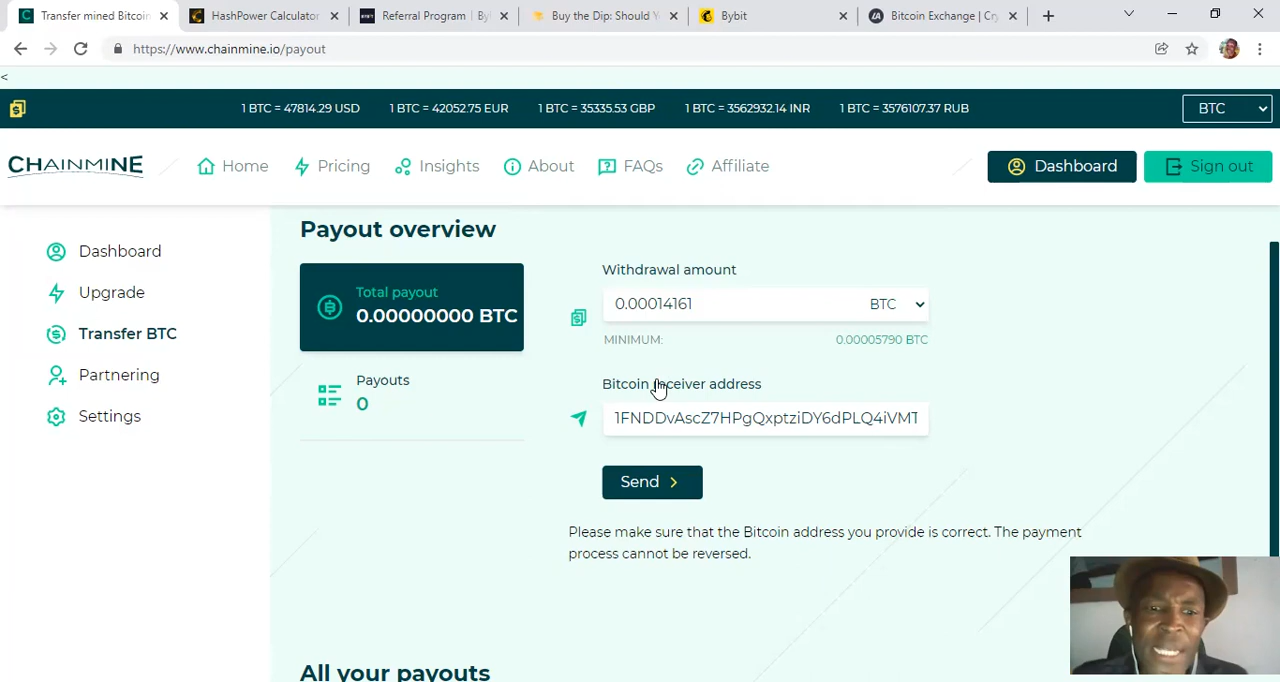 Transfer mined Bitcoin
HashPower Calculator
Referral Program | Byb
Buy the Dip: Should Y
Bybit
Bitcoin Exchange | Cry
https://www.chainmine.io/payout
<
1 BTC = 47814.29 USD 1 BTC = 42052.75 EUR 1 BTC = 35335.53 GBP 1 BTC = 3562932.14 INR 1 BTC = 3576107.37 RUB
BTC
CHAINMINE
Home Pricing Insights About FAQs Affiliate
Dashboard Sign out
Dashboard
Upgrade
Transfer BTC
Partnering
Settings
Payout overview
Total payout
0.00000000 BTC
Payouts
0
Withdrawal amount
0.00014161 BTC
MINIMUM: 0.00005790 BTC
Bitcoin receiver address
1FNDDvAscZ7HPgQxptziDY6dPLQ4iVMT
Send >
Please make sure that the Bitcoin address you provide is correct. The payment
process cannot be reversed.
All your payouts